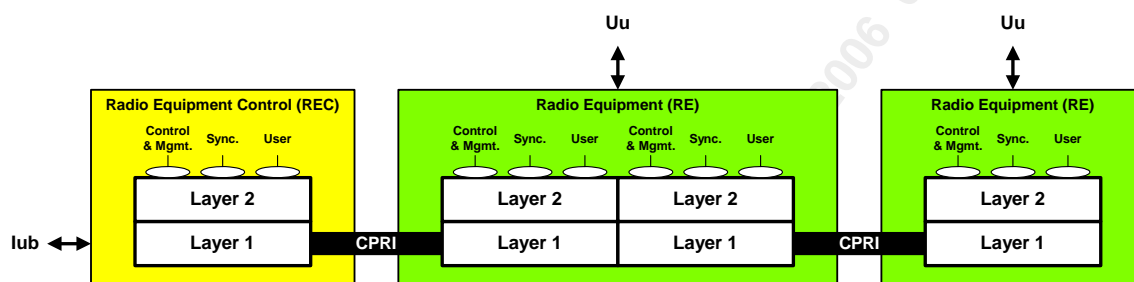 Uu
Uu
2006
Radio Equipment Control (REC)
Radio Equipment (RE)
Radio Equipment (RE)
Control
& Mgmt.
Sync.
User
Control
& Mgmt.
Sync.
User
Control
& Mgmt.
Sync.
User
Control
& Mgmt.
Sync.
User
Layer 2
Layer 2
Layer 2
Layer 2
Iub
Layer 1
CPRI
Layer 1
Layer 1
CPRI
Layer 1